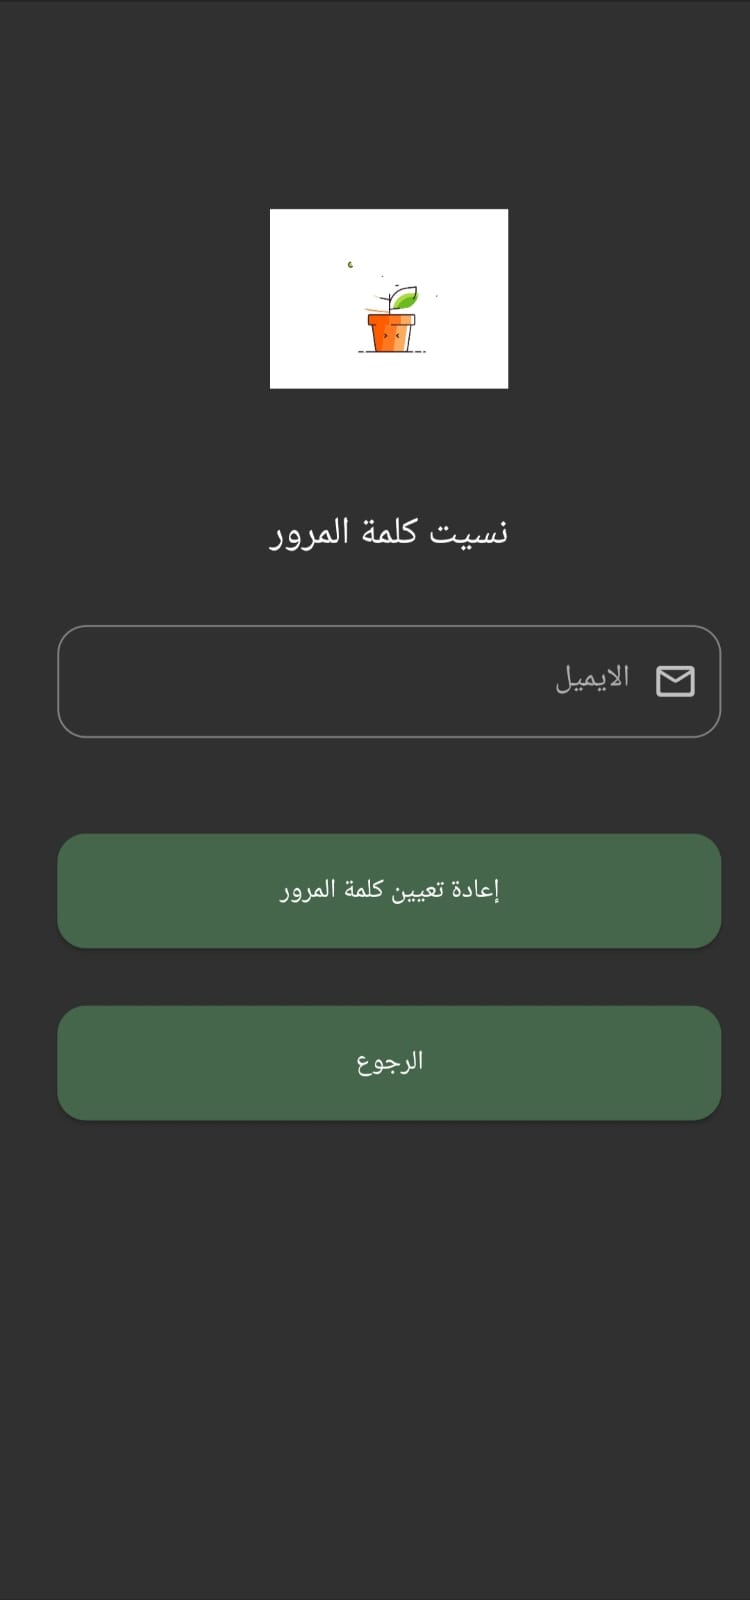 نسيت كلمة المرور
الايميل
إعادة تعيين كلمة المرور
الرجوع